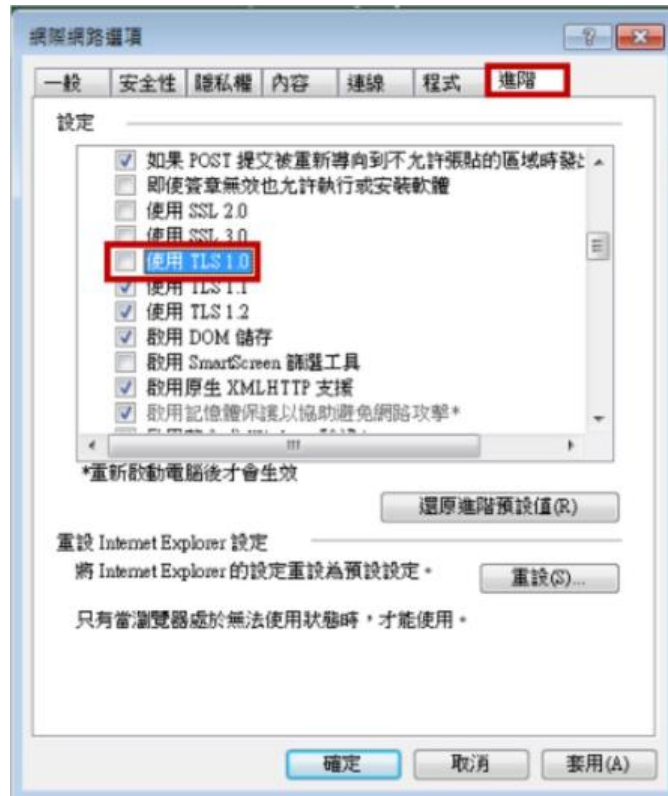 網際網路選項
一般 安全性 隱私權 內容 連線 程式 進階
設定
如果 POST 提交被重新導向到不允許張貼的區域時發出
即使簽章無效也允許執行或安裝軟體
使用 SSL 2.0
使用 SSL 3.0
使用 TLS 1.0
使用 TLS 1.1
使用 TLS 1.2
啟用 DOM 儲存
啟用 SmartScreen 篩選工具
啟用原生 XMLHTTP 支援
啟用記憶體保護以協助避免網路攻擊*
*重新啟動電腦後才會生效
還原進階預設值(R)
重設 Internet Explorer 設定
將 Internet Explorer 的設定重設為預設設定。
重設(S)...
只有當瀏覽器處於無法使用狀態時，才能使用。
確定 取消 套用(A)